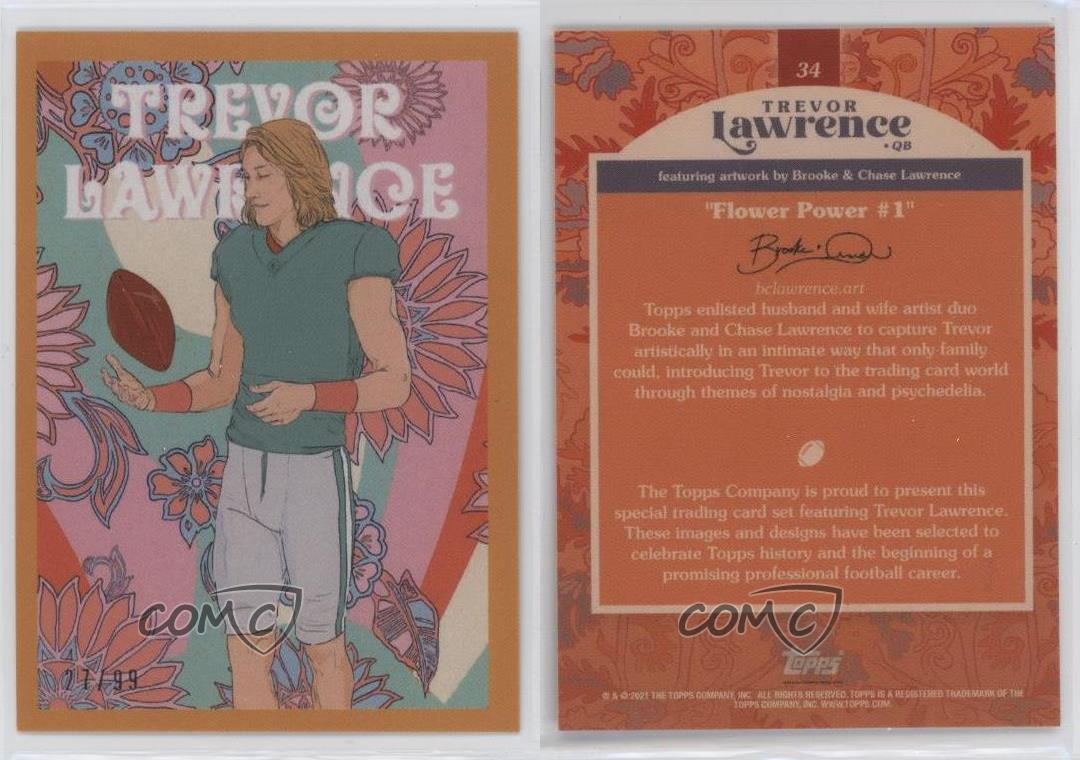 TREVOR
LAWRENCE
27/99
COMC
34
TREVOR
Lawrence
•QB
featuring artwork by Brooke & Chase Lawrence
"Flower Power #1"
bclawrence.art
Topps enlisted husband and wife artist duo
Brooke and Chase Lawrence to capture Trevor
artistically in an intimate way that only family
could, introducing Trevor to the trading card world
through themes of nostalgia and psychedelia.
The Topps Company is proud to present this
special trading card set featuring Trevor Lawrence.
These images and designs have been selected to
celebrate Topps history and the beginning of a
promising professional football career.
COMC
Topps
® & © 2021 THE TOPPS COMPANY, INC. ALL RIGHTS RESERVED. TOPPS IS A REGISTERED TRADEMARK OF THE
TOPPS COMPANY, INC. WWW.TOPPS.COM.